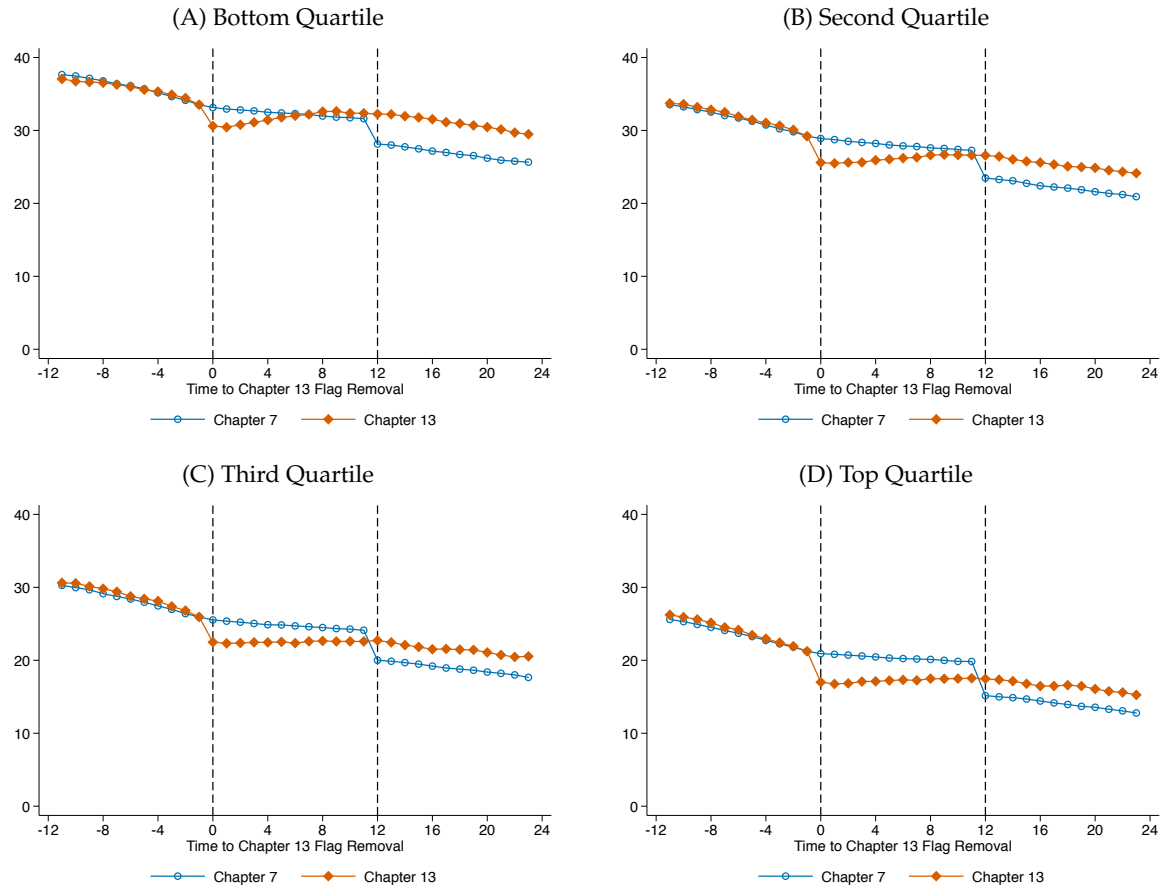 (A) Bottom Quartile
40
30
20
10
0
-12 -8 -4 0 4 8 12 16 20 24
Time to Chapter 13 Flag Removal
Chapter 7 Chapter 13
(B) Second Quartile
40
30
20
10
0
-12 -8 -4 0 4 8 12 16 20 24
Time to Chapter 13 Flag Removal
Chapter 7 Chapter 13
(C) Third Quartile
40
30
20
10
0
-12 -8 -4 0 4 8 12 16 20 24
Time to Chapter 13 Flag Removal
Chapter 7 Chapter 13
(D) Top Quartile
40
30
20
10
0
-12 -8 -4 0 4 8 12 16 20 24
Time to Chapter 13 Flag Removal
Chapter 7 Chapter 13